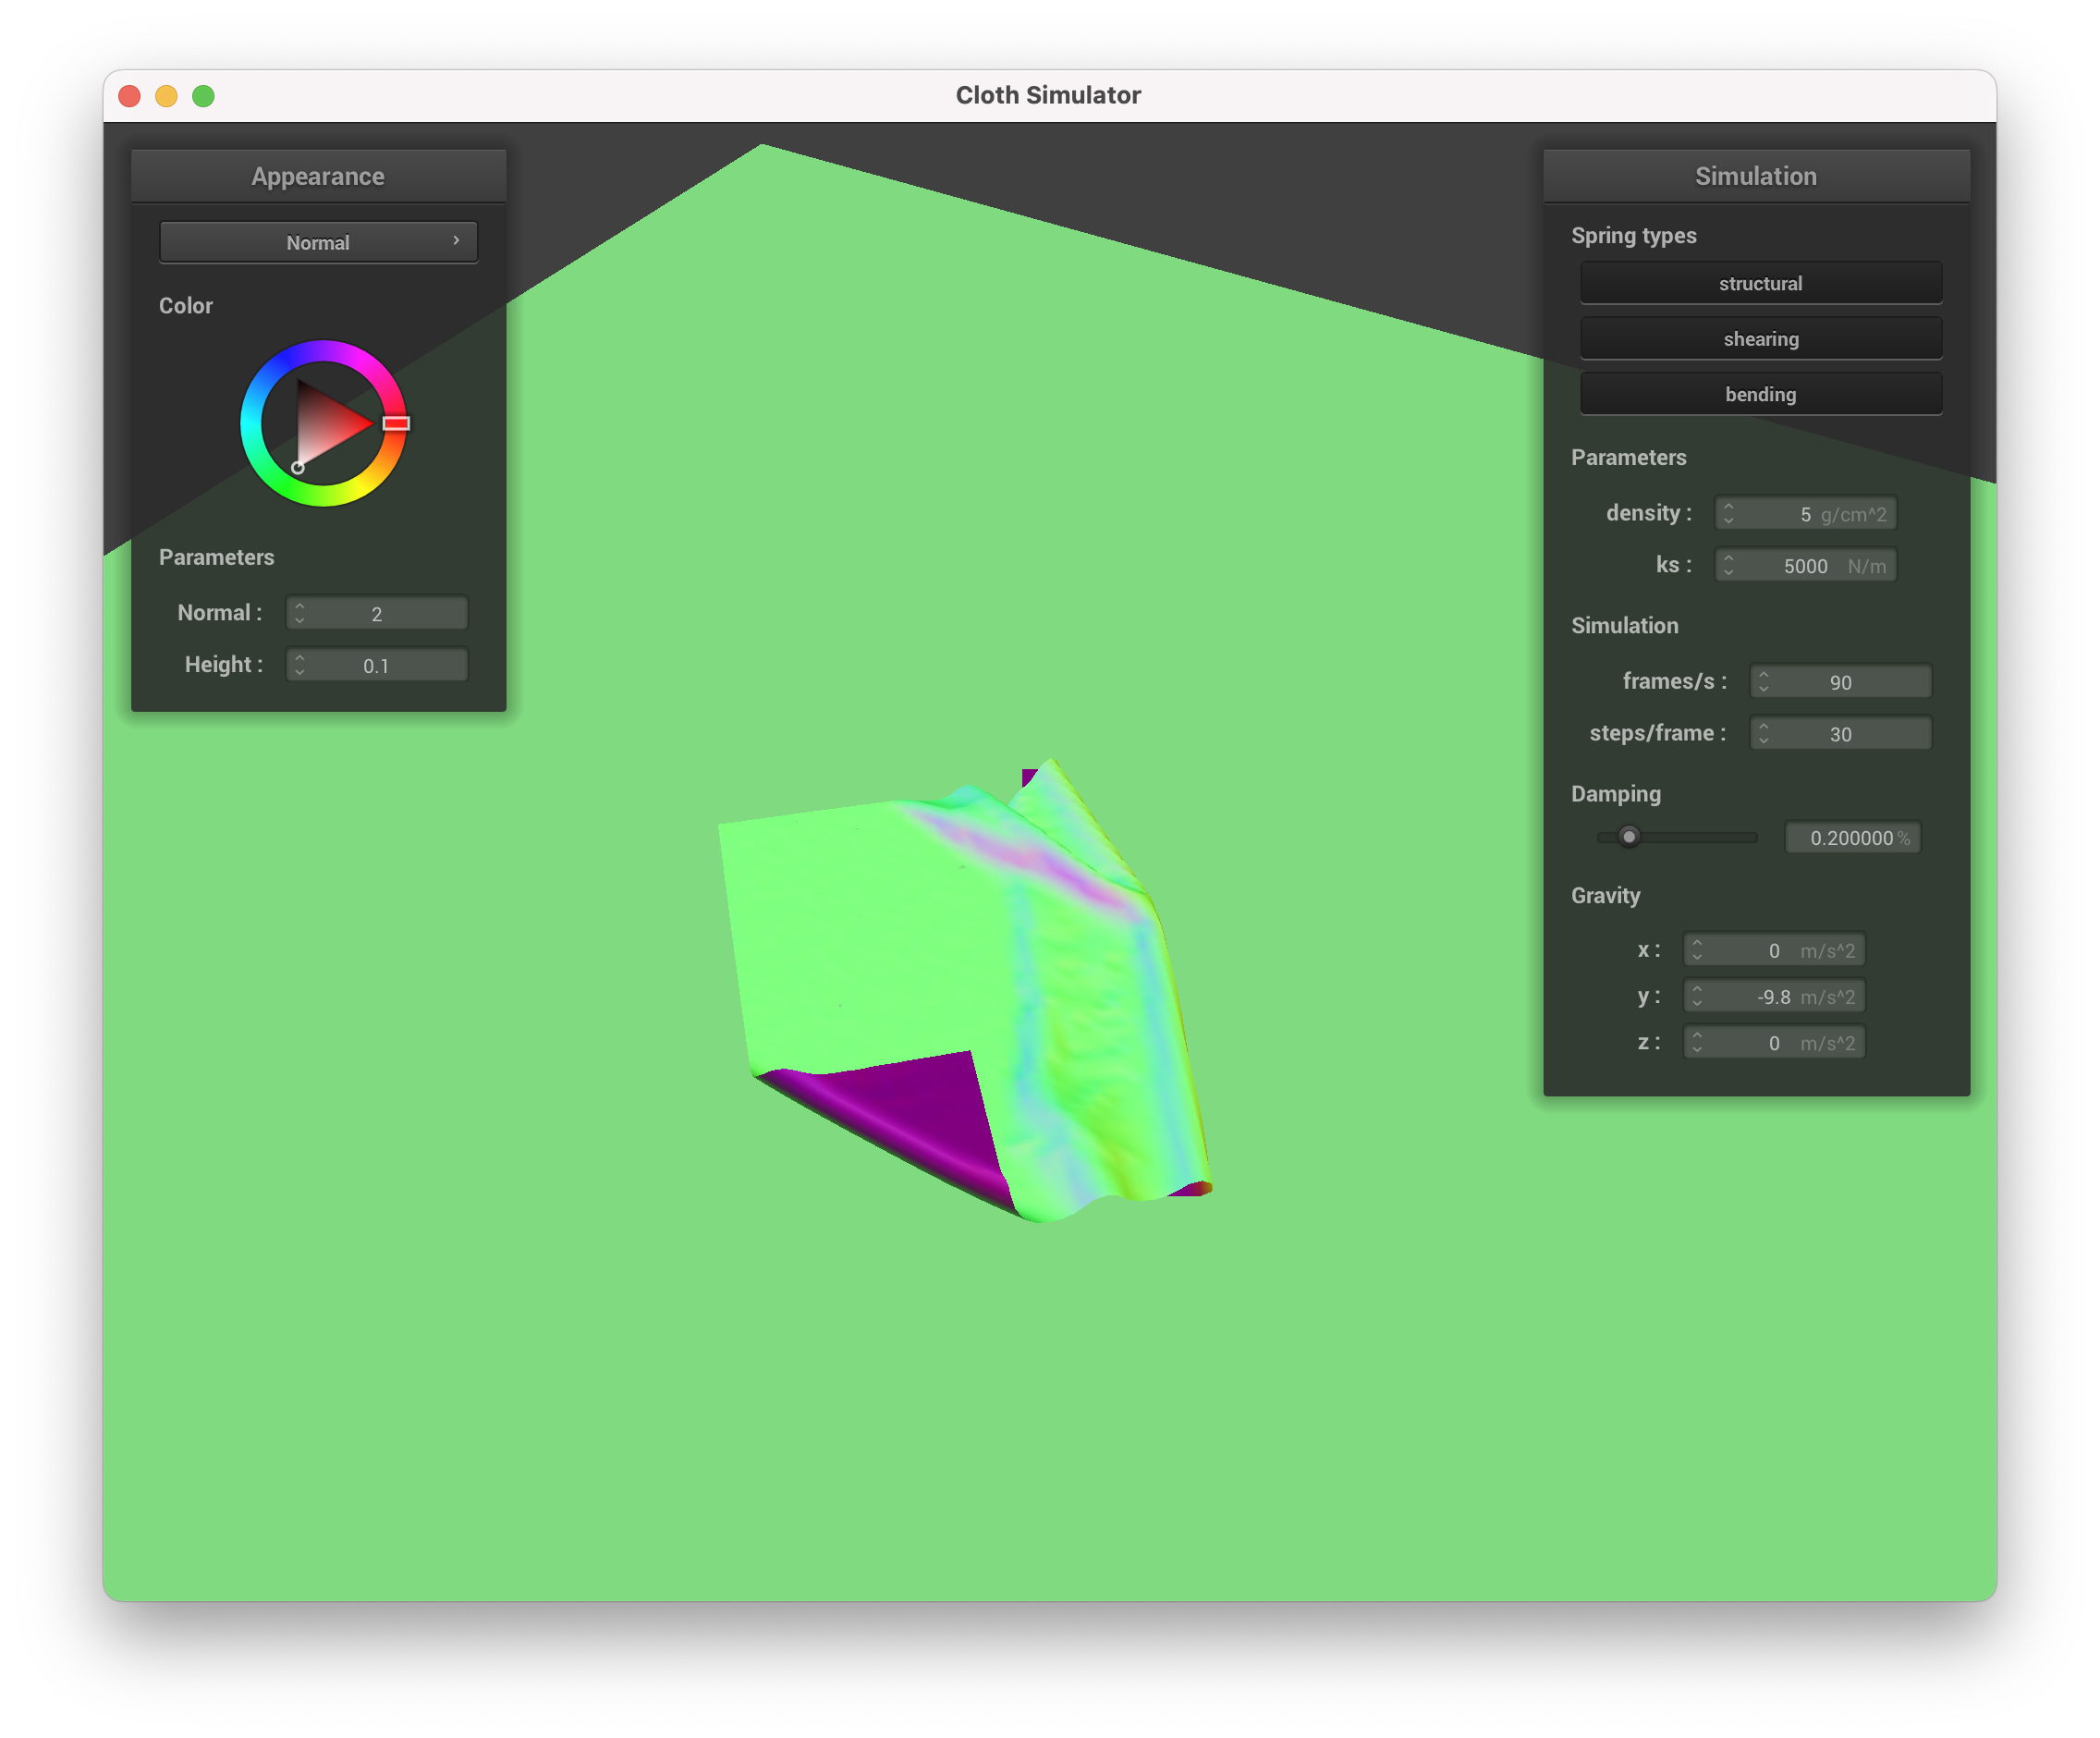 Cloth Simulator
Appearance
Normal
Color
Parameters
Normal : 2
Height : 0.1
Simulation
Spring types
structural
shearing
bending
Parameters
density : 5 g/cm^2
ks : 5000 N/m
Simulation
frames/s : 90
steps/frame : 30
Damping
0.200000 %
Gravity
x : 0 m/s^2
y : -9.8 m/s^2
z : 0 m/s^2